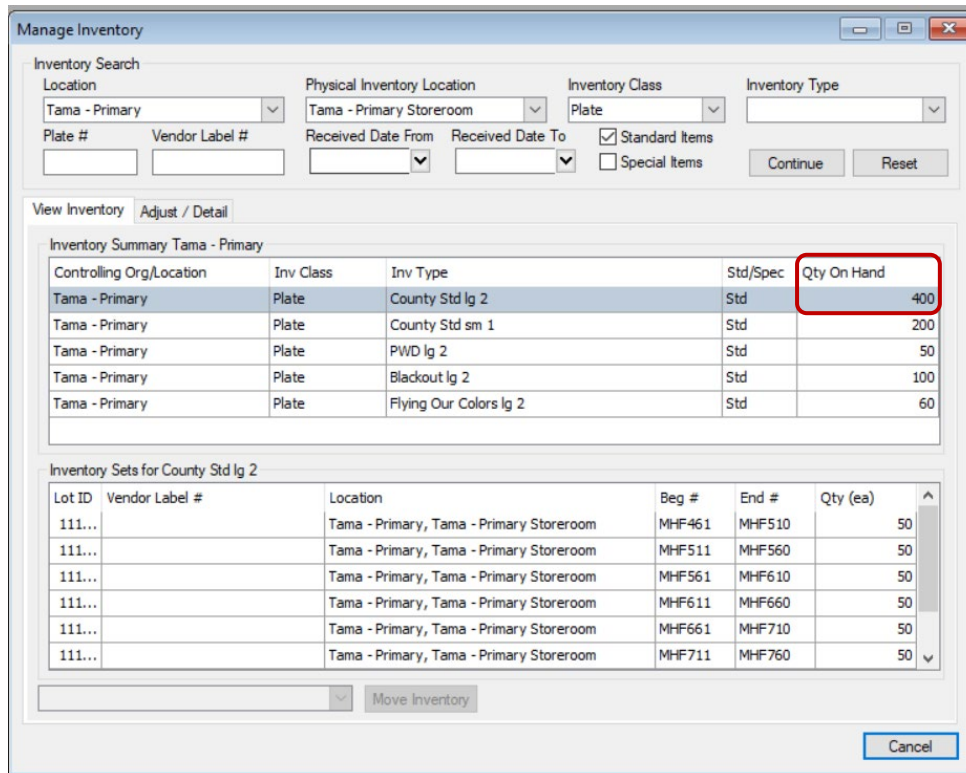 Manage Inventory
Inventory Search
Location Physical Inventory Location Inventory Class Inventory Type
Tama - Primary Tama - Primary Storeroom Plate
Plate # Vendor Label # Received Date From Received Date To Standard Items
Special Items Continue Reset
View Inventory Adjust / Detail
Inventory Summary Tama - Primary
Controlling Org/Location Inv Class Inv Type Std/Spec Qty On Hand
Tama - Primary Plate County Std lg 2 Std 400
Tama - Primary Plate County Std sm 1 Std 200
Tama - Primary Plate PWD lg 2 Std 50
Tama - Primary Plate Blackout lg 2 Std 100
Tama - Primary Plate Flying Our Colors lg 2 Std 60
Inventory Sets for County Std lg 2
Lot ID Vendor Label # Location Beg # End # Qty (ea)
111... Tama - Primary, Tama - Primary Storeroom MHF461 MHF510 50
111... Tama - Primary, Tama - Primary Storeroom MHF511 MHF560 50
111... Tama - Primary, Tama - Primary Storeroom MHF561 MHF610 50
111... Tama - Primary, Tama - Primary Storeroom MHF611 MHF660 50
111... Tama - Primary, Tama - Primary Storeroom MHF661 MHF710 50
111... Tama - Primary, Tama - Primary Storeroom MHF711 MHF760 50
Move Inventory
Cancel